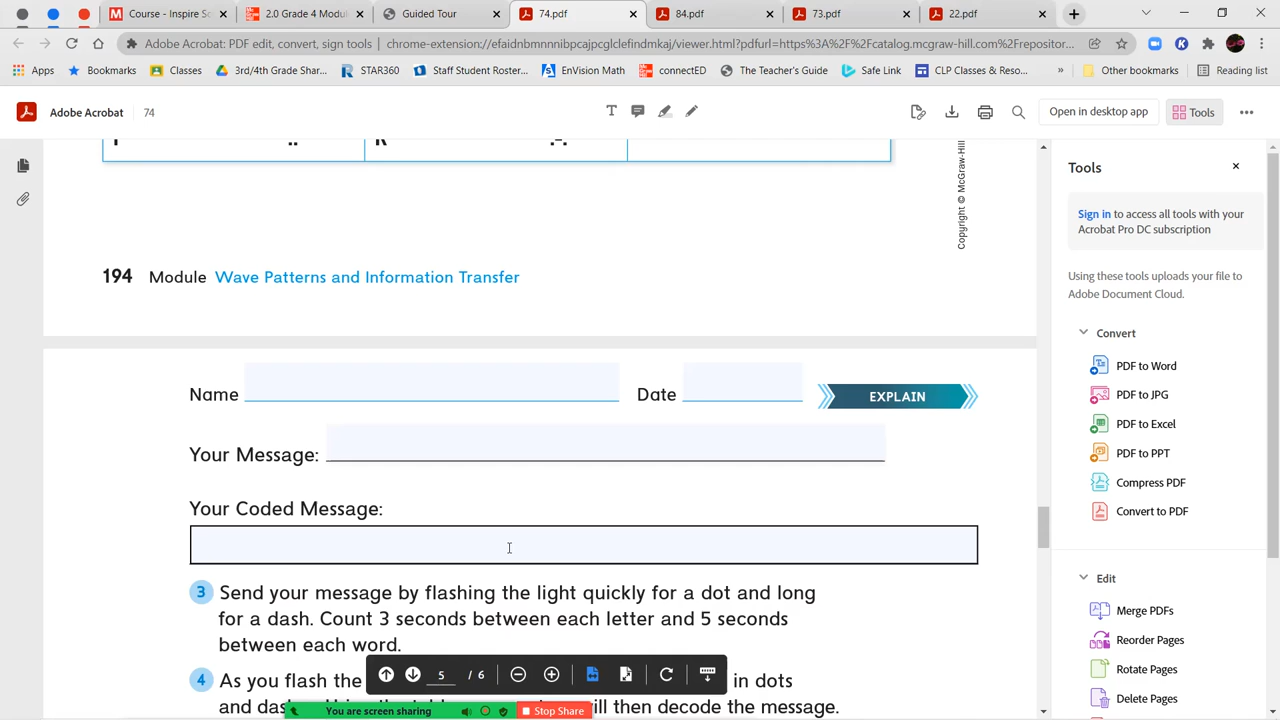 Course - Inspire Sc
2.0 Grade 4 Modul
Guided Tour
74.pdf
84.pdf
73.pdf
22.pdf
Adobe Acrobat: PDF edit, convert, sign tools | chrome-extension://efaidnbmnnnibpcajpcglclefindmkaj/viewer.html?pdfurl=https%3A%2F%2Fcatalog.mcgraw-hill.com%2Frepositor...
Apps
Bookmarks
Classes
3rd/4th Grade Shar...
STAR360
Staff Student Roster...
EnVision Math
connectED
The Teacher's Guide
Safe Link
CLP Classes & Reso...
»
Other bookmarks
Reading list
Adobe Acrobat 74
Open in desktop app
Tools
..
R .-.
Copyright © McGraw-Hill
194 Module Wave Patterns and Information Transfer
Name
Date
EXPLAIN
Your Message:
Your Coded Message:
3 Send your message by flashing the light quickly for a dot and long
for a dash. Count 3 seconds between each letter and 5 seconds
between each word.
4 As you flash the in dots
and ill then decode the message.
5 / 6
You are screen sharing
Stop Share
Tools
Sign in to access all tools with your
Acrobat Pro DC subscription
Using these tools uploads your file to
Adobe Document Cloud.
Convert
PDF to Word
PDF to JPG
PDF to Excel
PDF to PPT
Compress PDF
Convert to PDF
Edit
Merge PDFs
Reorder Pages
Rotate Pages
Delete Pages